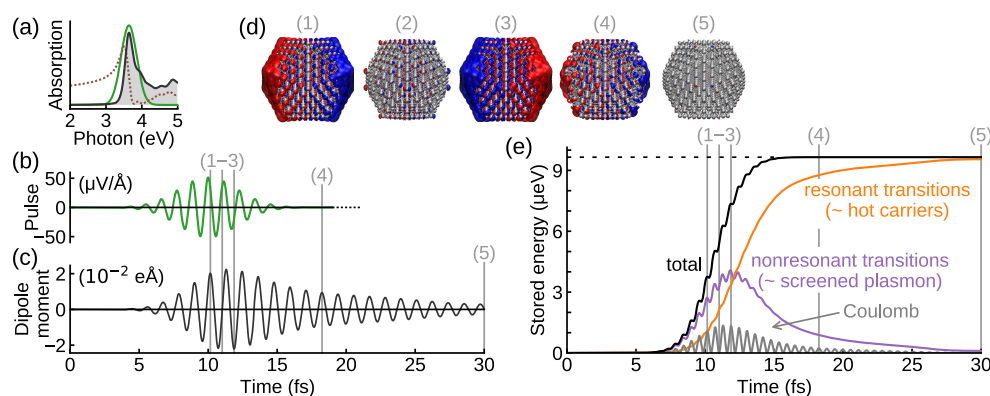 (a)
Absorption
2 3 4 5
Photon (eV)
(d)
(1) (2) (3) (4) (5)
(b)
(1−3)
(4)
(μV/Å)
Pulse
50
0
−50
(c)
(10⁻² eÅ)
(5)
Dipole
moment
2
0
−2
0 5 10 15 20 25 30
Time (fs)
(e)
(1−3)
(4)
(5)
Stored energy (μeV)
9
6
3
0
resonant transitions
(~ hot carriers)
total
nonresonant transitions
(~ screened plasmon)
Coulomb
0 5 10 15 20 25 30
Time (fs)